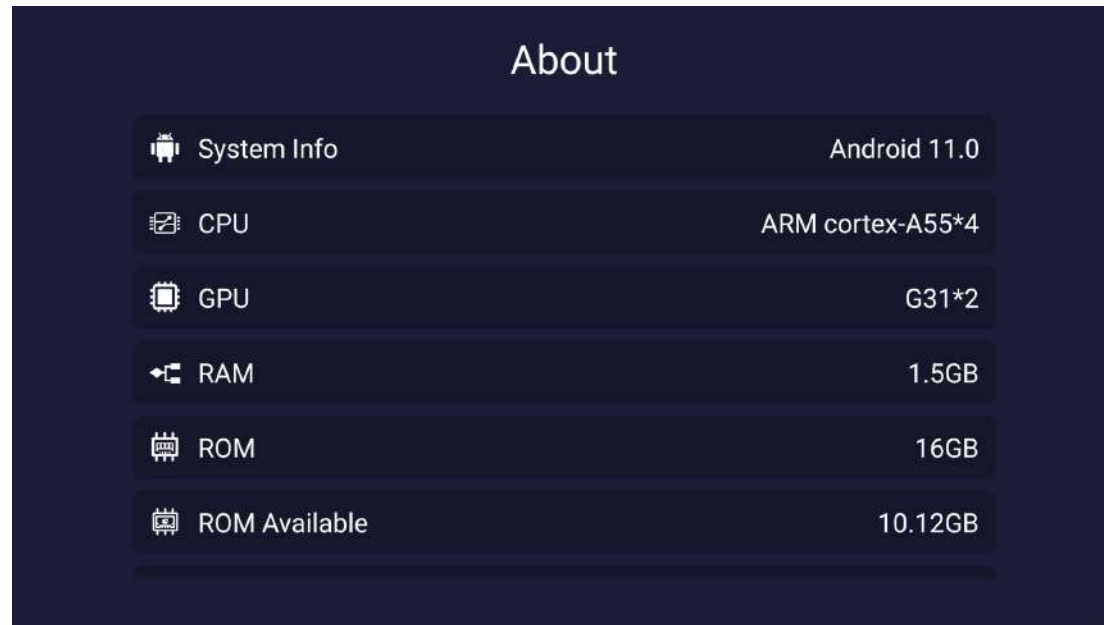 About
System Info Android 11.0
CPU ARM cortex-A55*4
GPU G31*2
RAM 1.5GB
ROM 16GB
ROM Available 10.12GB